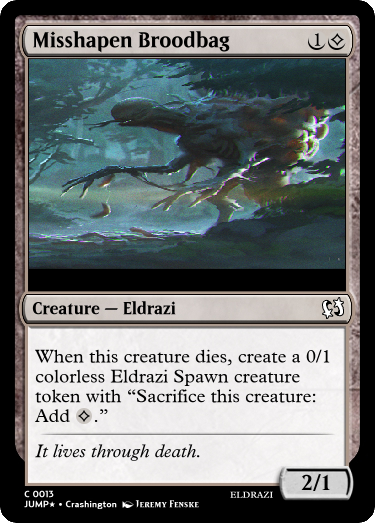 Misshapen Broodbag 1
Creature — Eldrazi
When this creature dies, create a 0/1
colorless Eldrazi Spawn creature
token with “Sacrifice this creature:
Add .”
It lives through death.
2/1
C 0013 ELDRAZI
JUMP★ • Crashington Jeremy Fenske